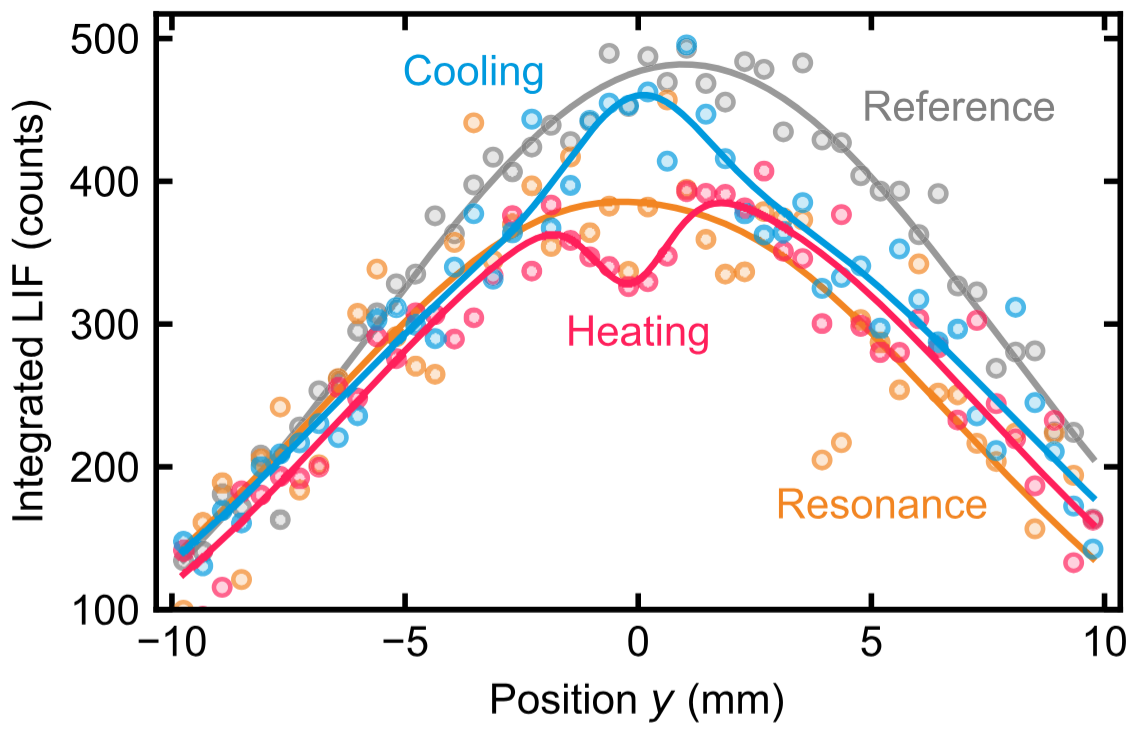 500
400
300
200
100
Integrated LIF (counts)
Cooling
Reference
Heating
Resonance
−10
−5
0
5
10
Position y (mm)